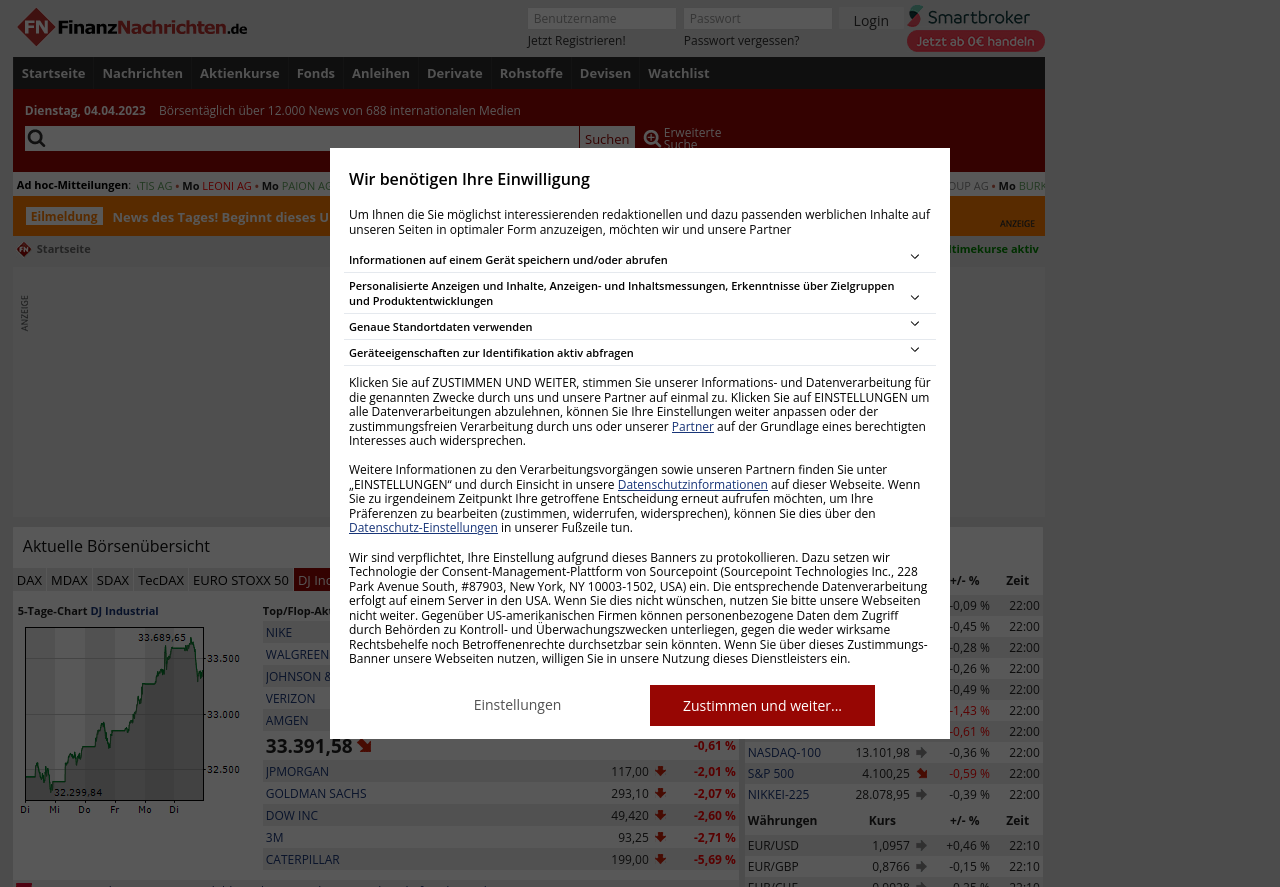 FN FinanzNachrichten.de
Benutzername
Passwort
Login
Smartbroker
Jetzt Registrieren!
Passwort vergessen?
Jetzt ab 0€ handeln
Startseite Nachrichten Aktienkurse Fonds Anleihen Derivate Rohstoffe Devisen Watchlist
Dienstag, 04.04.2023 Börsentäglich über 12.000 News von 688 internationalen Medien
Suchen
Erweiterte
Suche
Ad hoc-Mitteilungen: TIS AG • Mo LEONI AG • Mo PAION AG
OUP AG • Mo BURK
Eilmeldung News des Tages! Beginnt dieses U
ANZEIGE
FN Startseite
ltimekurse aktiv
ANZEIGE
Wir benötigen Ihre Einwilligung
Um Ihnen die Sie möglichst interessierenden redaktionellen und dazu passenden werblichen Inhalte auf
unseren Seiten in optimaler Form anzuzeigen, möchten wir und unsere Partner
Informationen auf einem Gerät speichern und/oder abrufen
Personalisierte Anzeigen und Inhalte, Anzeigen- und Inhaltsmessungen, Erkenntnisse über Zielgruppen
und Produktentwicklungen
Genaue Standortdaten verwenden
Geräteeigenschaften zur Identifikation aktiv abfragen
Klicken Sie auf ZUSTIMMEN UND WEITER, stimmen Sie unserer Informations- und Datenverarbeitung für
die genannten Zwecke durch uns und unsere Partner auf einmal zu. Klicken Sie auf EINSTELLUNGEN um
alle Datenverarbeitungen abzulehnen, können Sie Ihre Einstellungen weiter anpassen oder der
zustimmungsfreien Verarbeitung durch uns oder unserer Partner auf der Grundlage eines berechtigten
Interesses auch widersprechen.
Weitere Informationen zu den Verarbeitungsvorgängen sowie unseren Partnern finden Sie unter
„EINSTELLUNGEN“ und durch Einsicht in unsere Datenschutzinformationen auf dieser Webseite. Wenn
Sie zu irgendeinem Zeitpunkt Ihre getroffene Entscheidung erneut aufrufen möchten, um Ihre
Präferenzen zu bearbeiten (zustimmen, widerrufen, widersprechen), können Sie dies über den
Datenschutz-Einstellungen in unserer Fußzeile tun.
Wir sind verpflichtet, Ihre Einstellung aufgrund dieses Banners zu protokollieren. Dazu setzen wir
Technologie der Consent-Management-Plattform von Sourcepoint (Sourcepoint Technologies Inc., 228
Park Avenue South, #87903, New York, NY 10003-1502, USA) ein. Die entsprechende Datenverarbeitung
erfolgt auf einem Server in den USA. Wenn Sie dies nicht wünschen, nutzen Sie bitte unsere Webseiten
nicht weiter. Gegenüber US-amerikanischen Firmen können personenbezogene Daten dem Zugriff
durch Behörden zu Kontroll- und Überwachungszwecken unterliegen, gegen die weder wirksame
Rechtsbehelfe noch Betroffenenrechte durchsetzbar sein könnten. Wenn Sie über dieses Zustimmungs-
Banner unsere Webseiten nutzen, willigen Sie in unsere Nutzung dieses Dienstleisters ein.
Einstellungen
Zustimmen und weiter...
Aktuelle Börsenübersicht
DAX MDAX SDAX TecDAX EURO STOXX 50 DJ Ind
5-Tage-Chart DJ Industrial
33.689,65
33.500
33.000
32.500
32.299,84
Di Mi Do Fr Mo Di
Top/Flop-Akt
NIKE
WALGREEN
JOHNSON &
VERIZON
AMGEN
33.391,58 -0,61 %
JPMORGAN 117,00 -2,01 %
GOLDMAN SACHS 293,10 -2,07 %
DOW INC 49,420 -2,60 %
3M 93,25 -2,71 %
CATERPILLAR 199,00 -5,69 %
+/- % Zeit
-0,09 % 22:00
-0,45 % 22:00
-0,28 % 22:00
-0,26 % 22:00
-0,49 % 22:00
-1,43 % 22:00
-0,61 % 22:00
NASDAQ-100 13.101,98 -0,36 % 22:00
S&P 500 4.100,25 -0,59 % 22:00
NIKKEI-225 28.078,95 -0,39 % 22:00
Währungen Kurs +/- % Zeit
EUR/USD 1,0957 +0,46 % 22:10
EUR/GBP 0,8766 -0,15 % 22:10